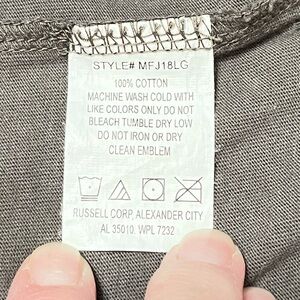 STYLE# MFJ18LG
100% COTTON
MACHINE WASH COLD WITH
LIKE COLORS ONLY DO NOT
BLEACH TUMBLE DRY LOW
DO NOT IRON OR DRY
CLEAN EMBLEM
RUSSELL CORP, ALEXANDER CITY
AL 35010, WPL 7232